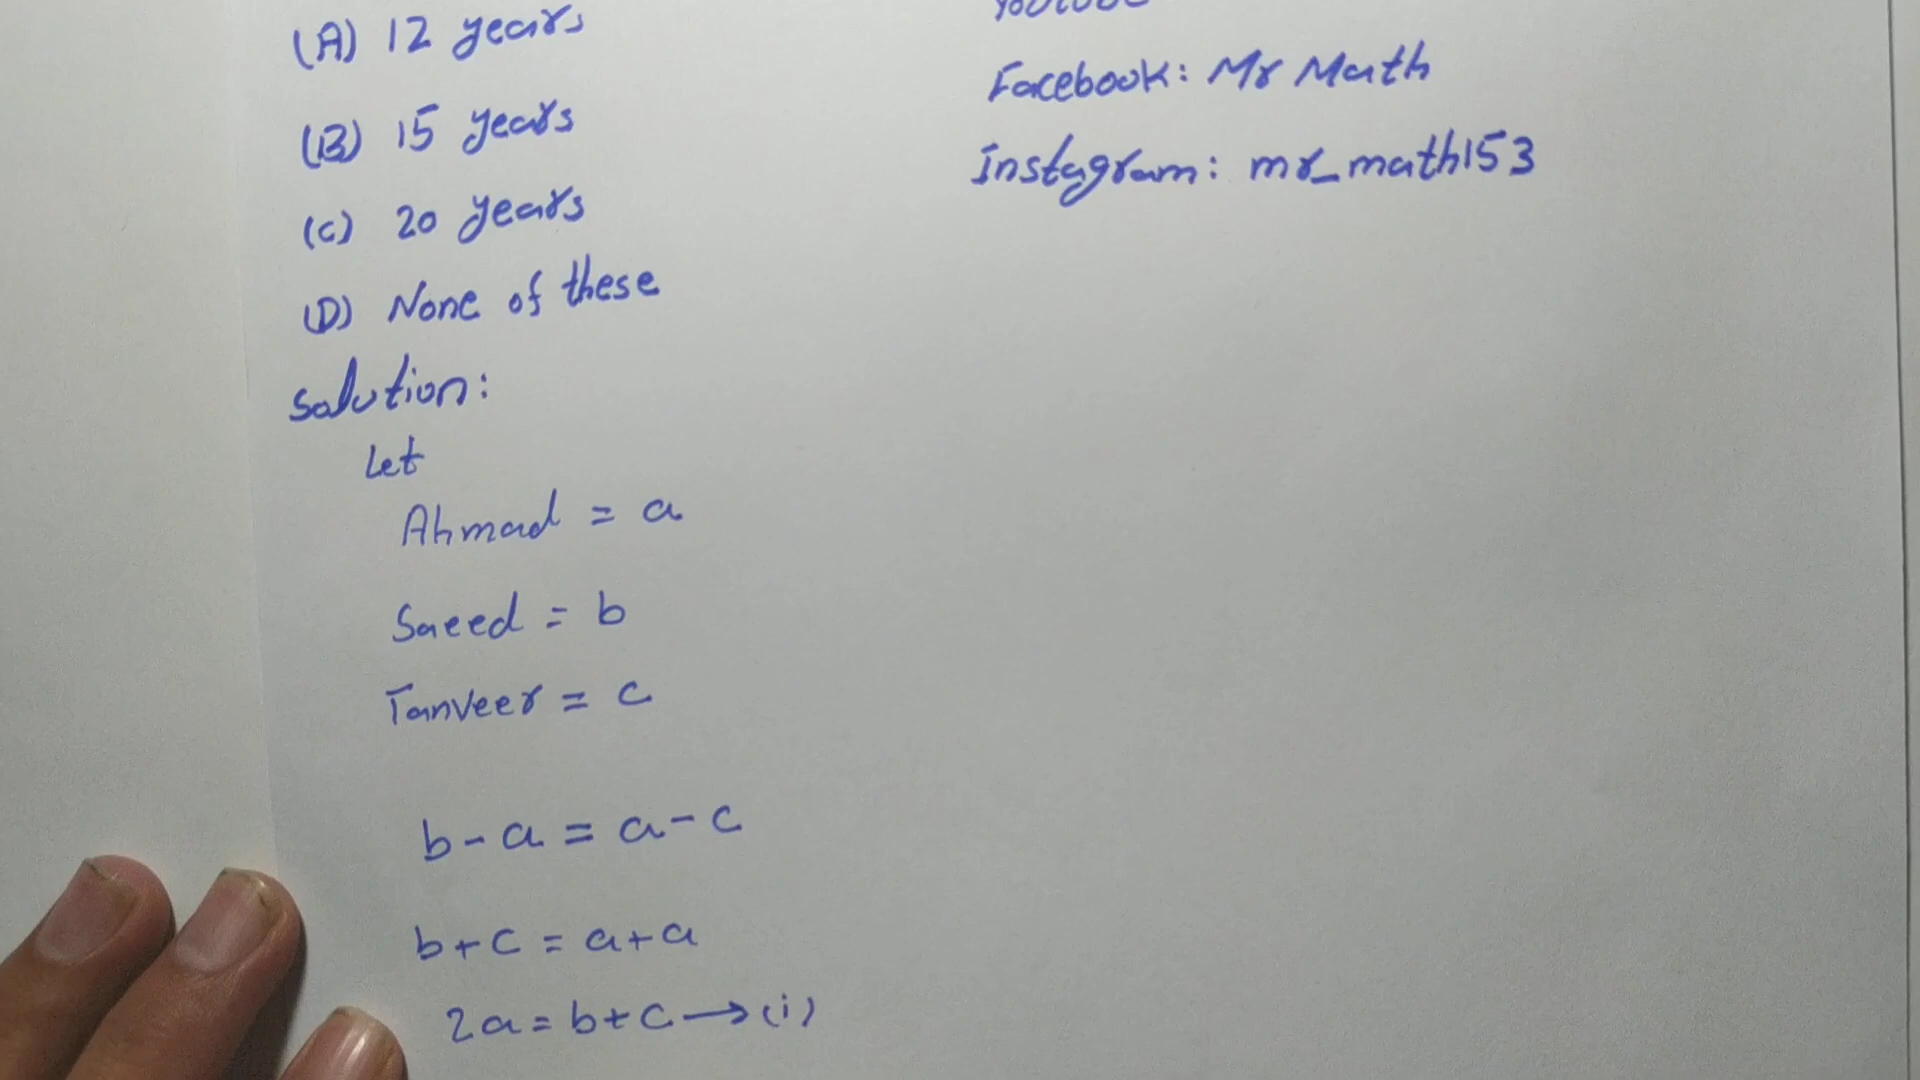 (A) 12 years
(B) 15 years
(C) 20 years
(D) None of these
Youtube
Facebook: Mr Math
Instagram: mr_math153
Solution:
Let
Ahmad = a
Saeed = b
Tanveer = c
b - a = a - c
b + c = a + a
2a = b + c → (i)